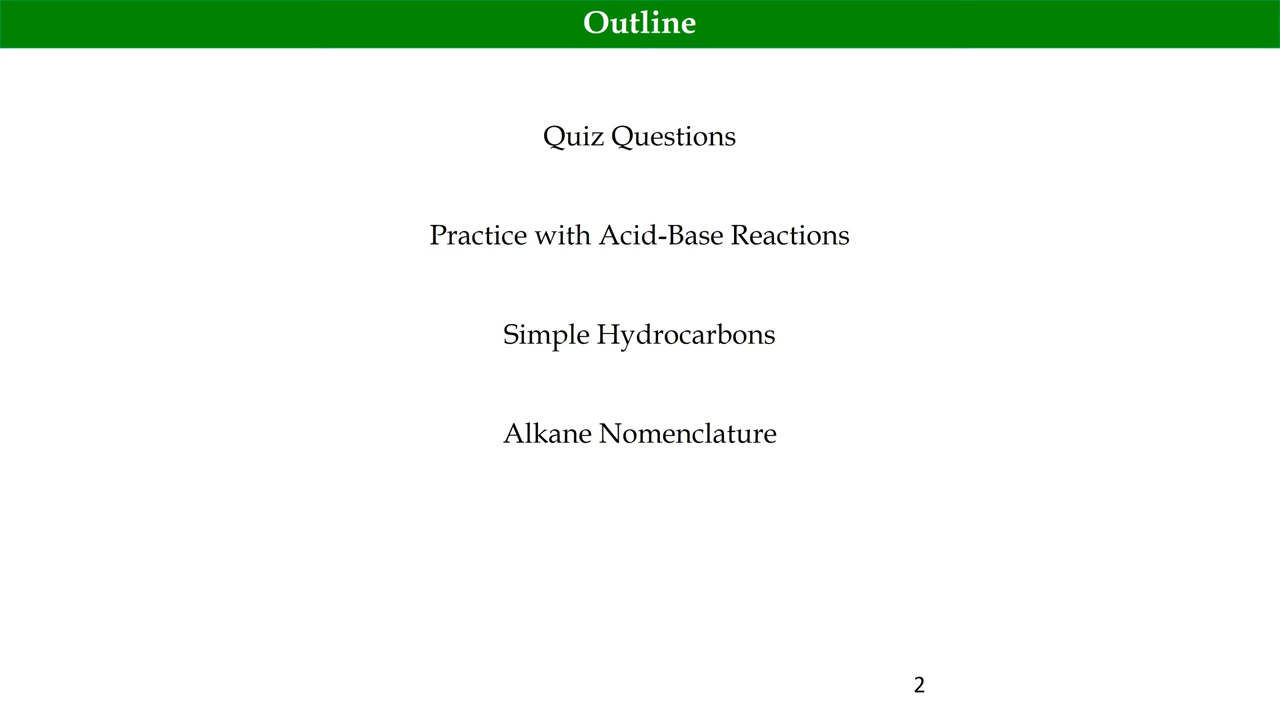 Outline
Quiz Questions
Practice with Acid-Base Reactions
Simple Hydrocarbons
Alkane Nomenclature
2